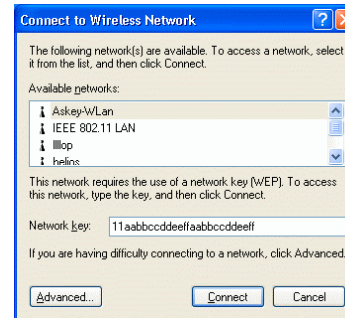 Connect to Wireless Network
The following network(s) are available. To access a network, select
it from the list, and then click Connect.
Available networks:
Askey-WLan
IEEE 802.11 LAN
helios
This network requires the use of a network key (WEP). To access
this network, type the key, and then click Connect.
Network key: 11aabbccddeeffaabbccddeeff
If you are having difficulty connecting to a network, click Advanced.
Advanced... Connect Cancel